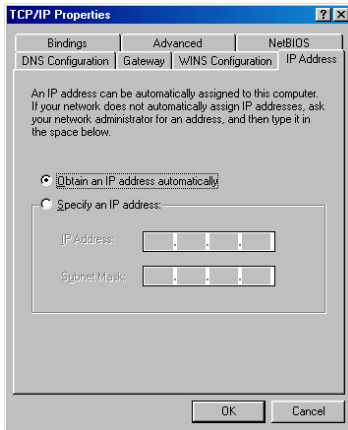 TCP/IP Properties
Bindings Advanced NetBIOS
DNS Configuration Gateway WINS Configuration IP Address
An IP address can be automatically assigned to this computer.
If your network does not automatically assign IP addresses, ask
your network administrator for an address, and then type it in
the space below.
Obtain an IP address automatically
Specify an IP address:
IP Address:
Subnet Mask:
OK Cancel